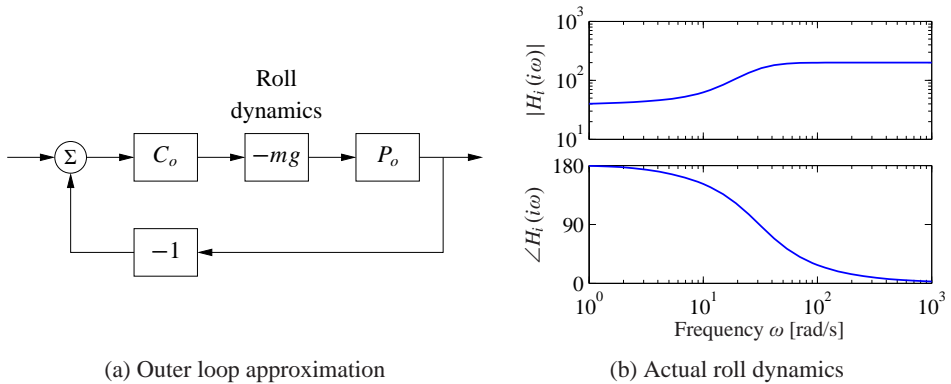 Roll
dynamics
Σ
C_o
−mg
P_o
−1
(a) Outer loop approximation
|H_i(iω)|
10^3
10^2
10^1
∠H_i(iω)
180
90
0
10^0 10^1 10^2 10^3
Frequency ω [rad/s]
(b) Actual roll dynamics